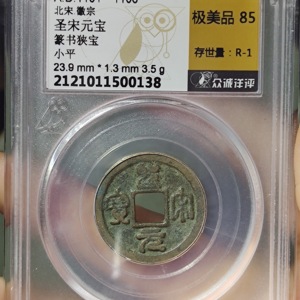 北宋 徽宗
圣宋元宝
篆书狭宝
小平
23.9 mm * 1.3 mm 3.5 g
2121011500138
极美品 85
存世量：R-1
众诚评评